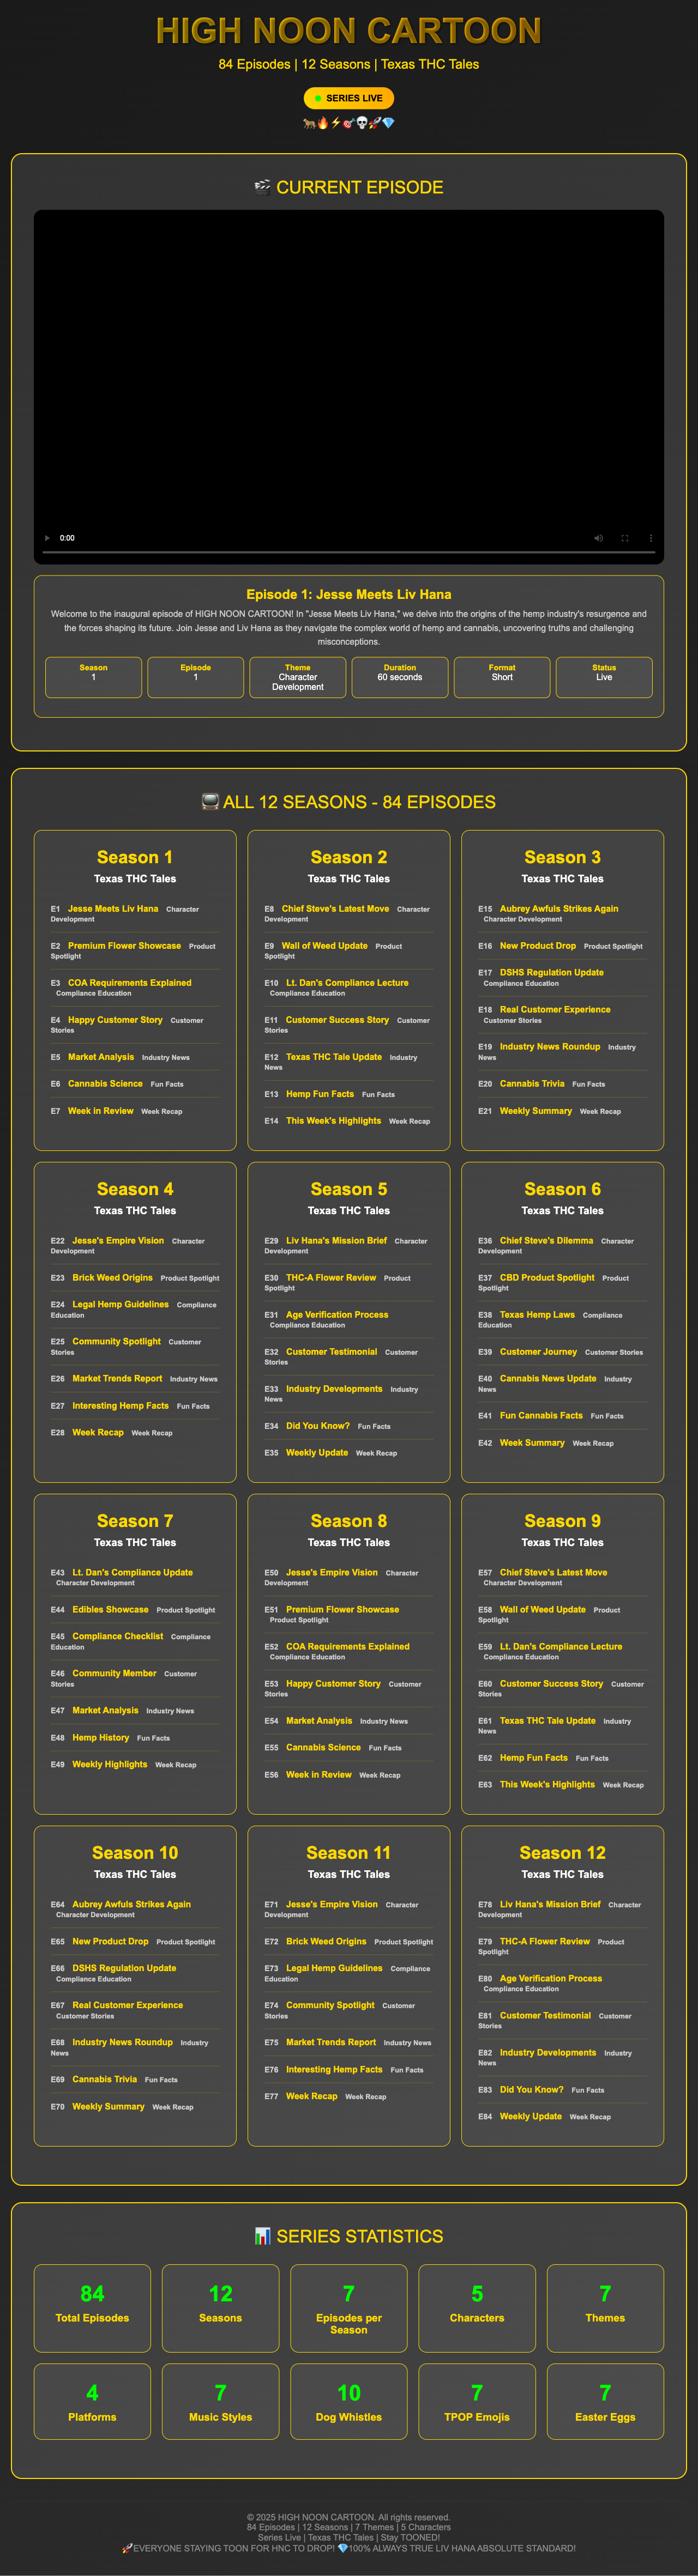 HIGH NOON CARTOON
84 Episodes | 12 Seasons | Texas THC Tales
SERIES LIVE
🐂🔥⚡🎯💀🚀💎
🎬 CURRENT EPISODE
0:00
Episode 1: Jesse Meets Liv Hana
Welcome to the inaugural episode of HIGH NOON CARTOON! In "Jesse Meets Liv Hana," we delve into the origins of the hemp industry's resurgence and
the forces shaping its future. Join Jesse and Liv Hana as they navigate the complex world of hemp and cannabis, uncovering truths and challenging
misconceptions.
Season
1
Episode
1
Theme
Character
Development
Duration
60 seconds
Format
Short
Status
Live
📺 ALL 12 SEASONS - 84 EPISODES
Season 1
Texas THC Tales
E1 Jesse Meets Liv Hana Character
Development
E2 Premium Flower Showcase Product
Spotlight
E3 COA Requirements Explained
Compliance Education
E4 Happy Customer Story Customer
Stories
E5 Market Analysis Industry News
E6 Cannabis Science Fun Facts
E7 Week in Review Week Recap
Season 2
Texas THC Tales
E8 Chief Steve's Latest Move Character
Development
E9 Wall of Weed Update Product
Spotlight
E10 Lt. Dan's Compliance Lecture
Compliance Education
E11 Customer Success Story Customer
Stories
E12 Texas THC Tale Update Industry
News
E13 Hemp Fun Facts Fun Facts
E14 This Week's Highlights Week Recap
Season 3
Texas THC Tales
E15 Aubrey Awfuls Strikes Again
Character Development
E16 New Product Drop Product Spotlight
E17 DSHS Regulation Update
Compliance Education
E18 Real Customer Experience
Customer Stories
E19 Industry News Roundup Industry
News
E20 Cannabis Trivia Fun Facts
E21 Weekly Summary Week Recap
Season 4
Texas THC Tales
E22 Jesse's Empire Vision Character
Development
E23 Brick Weed Origins Product Spotlight
E24 Legal Hemp Guidelines Compliance
Education
E25 Community Spotlight Customer
Stories
E26 Market Trends Report Industry News
E27 Interesting Hemp Facts Fun Facts
E28 Week Recap Week Recap
Season 5
Texas THC Tales
E29 Liv Hana's Mission Brief Character
Development
E30 THC-A Flower Review Product
Spotlight
E31 Age Verification Process
Compliance Education
E32 Customer Testimonial Customer
Stories
E33 Industry Developments Industry
News
E34 Did You Know? Fun Facts
E35 Weekly Update Week Recap
Season 6
Texas THC Tales
E36 Chief Steve's Dilemma Character
Development
E37 CBD Product Spotlight Product
Spotlight
E38 Texas Hemp Laws Compliance
Education
E39 Customer Journey Customer Stories
E40 Cannabis News Update Industry
News
E41 Fun Cannabis Facts Fun Facts
E42 Week Summary Week Recap
Season 7
Texas THC Tales
E43 Lt. Dan's Compliance Update
Character Development
E44 Edibles Showcase Product Spotlight
E45 Compliance Checklist Compliance
Education
E46 Community Member Customer
Stories
E47 Market Analysis Industry News
E48 Hemp History Fun Facts
E49 Weekly Highlights Week Recap
Season 8
Texas THC Tales
E50 Jesse's Empire Vision Character
Development
E51 Premium Flower Showcase
Product Spotlight
E52 COA Requirements Explained
Compliance Education
E53 Happy Customer Story Customer
Stories
E54 Market Analysis Industry News
E55 Cannabis Science Fun Facts
E56 Week in Review Week Recap
Season 9
Texas THC Tales
E57 Chief Steve's Latest Move
Character Development
E58 Wall of Weed Update Product
Spotlight
E59 Lt. Dan's Compliance Lecture
Compliance Education
E60 Customer Success Story Customer
Stories
E61 Texas THC Tale Update Industry
News
E62 Hemp Fun Facts Fun Facts
E63 This Week's Highlights Week Recap
Season 10
Texas THC Tales
E64 Aubrey Awfuls Strikes Again
Character Development
E65 New Product Drop Product Spotlight
E66 DSHS Regulation Update
Compliance Education
E67 Real Customer Experience
Customer Stories
E68 Industry News Roundup Industry
News
E69 Cannabis Trivia Fun Facts
E70 Weekly Summary Week Recap
Season 11
Texas THC Tales
E71 Jesse's Empire Vision Character
Development
E72 Brick Weed Origins Product Spotlight
E73 Legal Hemp Guidelines Compliance
Education
E74 Community Spotlight Customer
Stories
E75 Market Trends Report Industry News
E76 Interesting Hemp Facts Fun Facts
E77 Week Recap Week Recap
Season 12
Texas THC Tales
E78 Liv Hana's Mission Brief Character
Development
E79 THC-A Flower Review Product
Spotlight
E80 Age Verification Process
Compliance Education
E81 Customer Testimonial Customer
Stories
E82 Industry Developments Industry
News
E83 Did You Know? Fun Facts
E84 Weekly Update Week Recap
📊 SERIES STATISTICS
84
Total Episodes
12
Seasons
7
Episodes per
Season
5
Characters
7
Themes
4
Platforms
7
Music Styles
10
Dog Whistles
7
TPOP Emojis
7
Easter Eggs
© 2025 HIGH NOON CARTOON. All rights reserved.
84 Episodes | 12 Seasons | 7 Themes | 5 Characters
Series Live | Texas THC Tales | Stay TOONED!
🚀EVERYONE STAYING TOON FOR HNC TO DROP! 💎100% ALWAYS TRUE LIV HANA ABSOLUTE STANDARD!